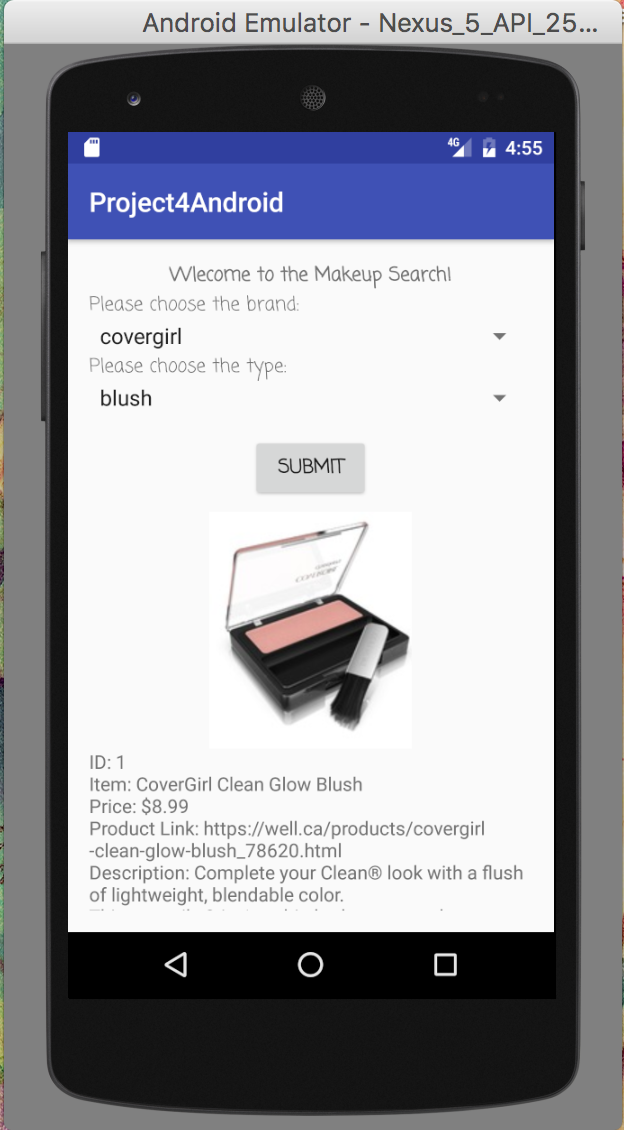 Android Emulator - Nexus_5_API_25...
4G 4:55
Project4Android
Wlecome to the Makeup Search!
Please choose the brand:
covergirl
Please choose the type:
blush
SUBMIT
COVERGIRL
ID: 1
Item: CoverGirl Clean Glow Blush
Price: $8.99
Product Link: https://well.ca/products/covergirl
-clean-glow-blush_78620.html
Description: Complete your Clean® look with a flush
of lightweight, blendable color.